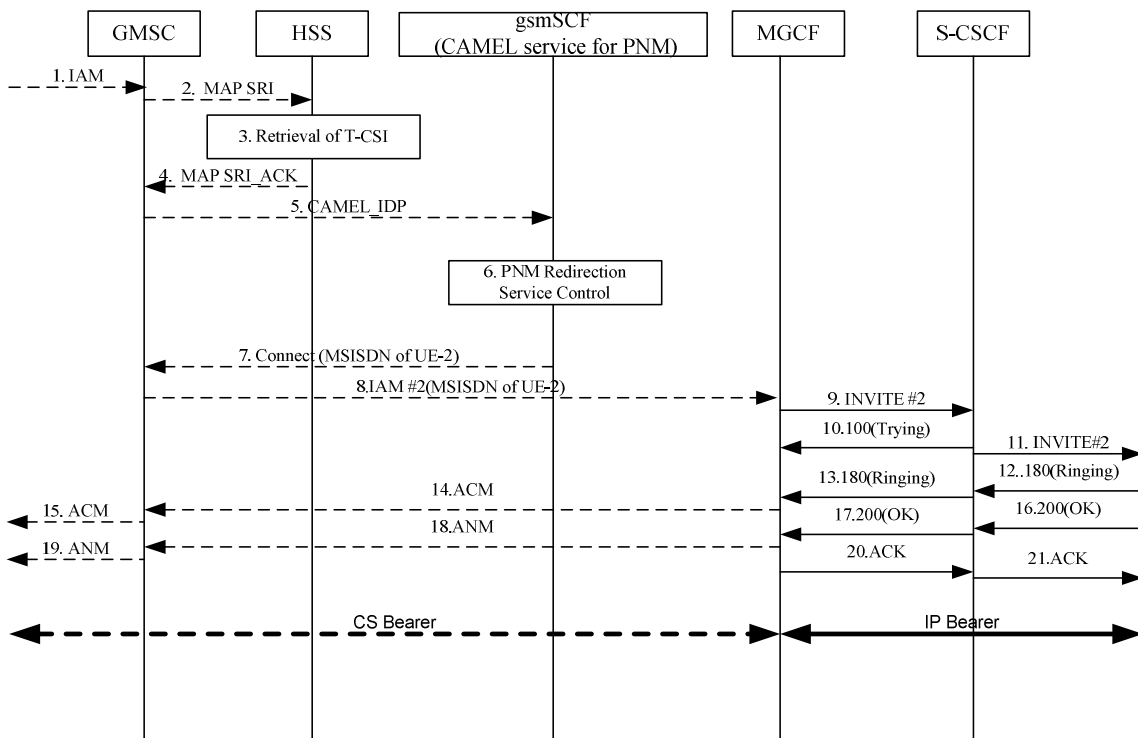 GMSC
HSS
gsmSCF
(CAMEL service for PNM)
MGCF
S-CSCF
1. IAM
2. MAP SRI
3. Retrieval of T-CSI
4. MAP SRI_ACK
5. CAMEL_IDP
6. PNM Redirection
Service Control
7. Connect (MSISDN of UE-2)
8.IAM #2(MSISDN of UE-2)
9. INVITE #2
10.100(Trying)
11. INVITE#2
12..180(Ringing)
13.180(Ringing)
14.ACM
15. ACM
16.200(OK)
17.200(OK)
18.ANM
19. ANM
20.ACK
21.ACK
CS Bearer
IP Bearer